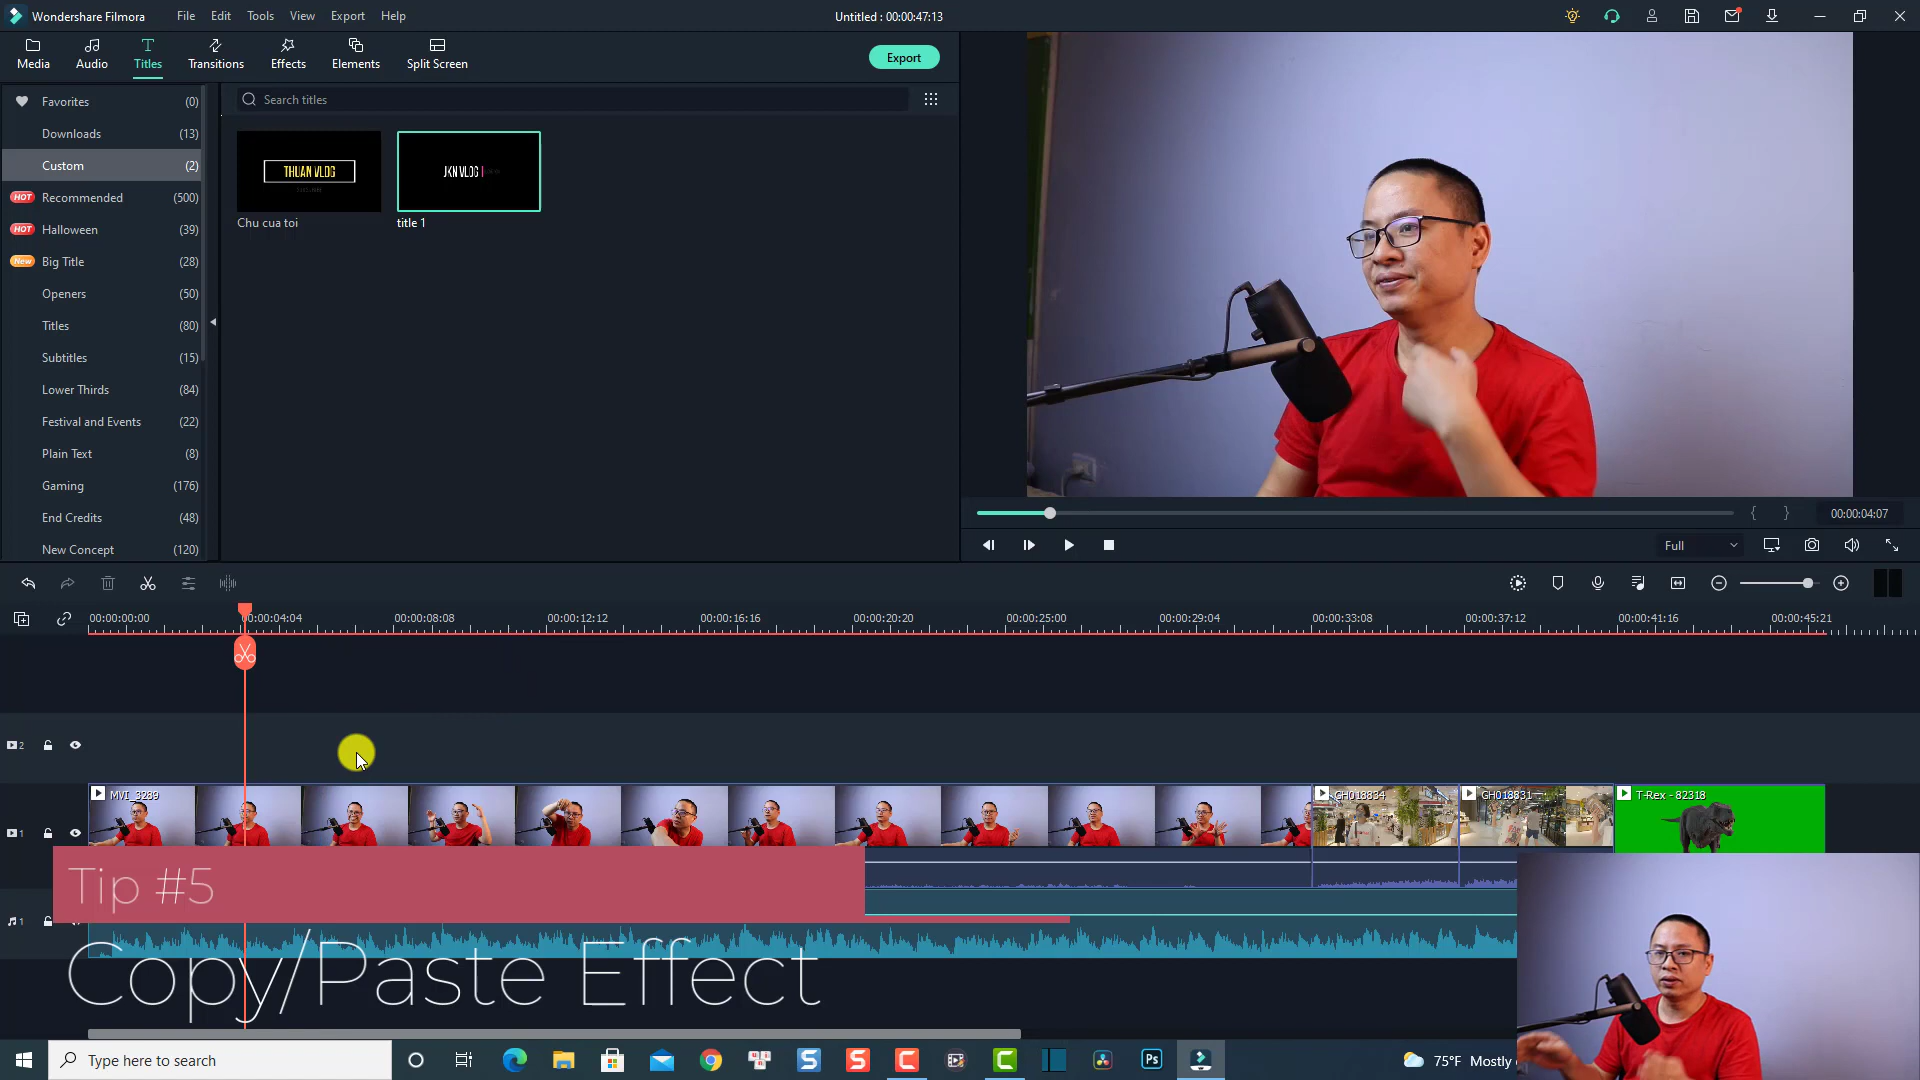 Wondershare Filmora
File
Edit
Tools
View
Export
Help
Untitled : 00:00:47:13
Media
Audio
Titles
Transitions
Effects
Elements
Split Screen
Export
Favorites (0)
Downloads (13)
Custom (2)
HOT Recommended (500)
HOT Halloween (39)
New Big Title (28)
Openers (50)
Titles (80)
Subtitles (15)
Lower Thirds (84)
Festival and Events (22)
Plain Text (8)
Gaming (176)
End Credits (48)
New Concept (120)
Search titles
THUAN VLOG
Chu cua toi
JKN VLOG
title 1
00:00:04:07
Full
00:00:00:00
00:00:04:04
00:00:08:08
00:00:12:12
00:00:16:16
00:00:20:20
00:00:25:00
00:00:29:04
00:00:33:08
00:00:37:12
00:00:41:16
00:00:45:21
2
MVI_3289
GH018834
GH018831
T-Rex - 82318
1
1
Tip #5
Copy/Paste Effect
Type here to search
Ps
75°F Mostly